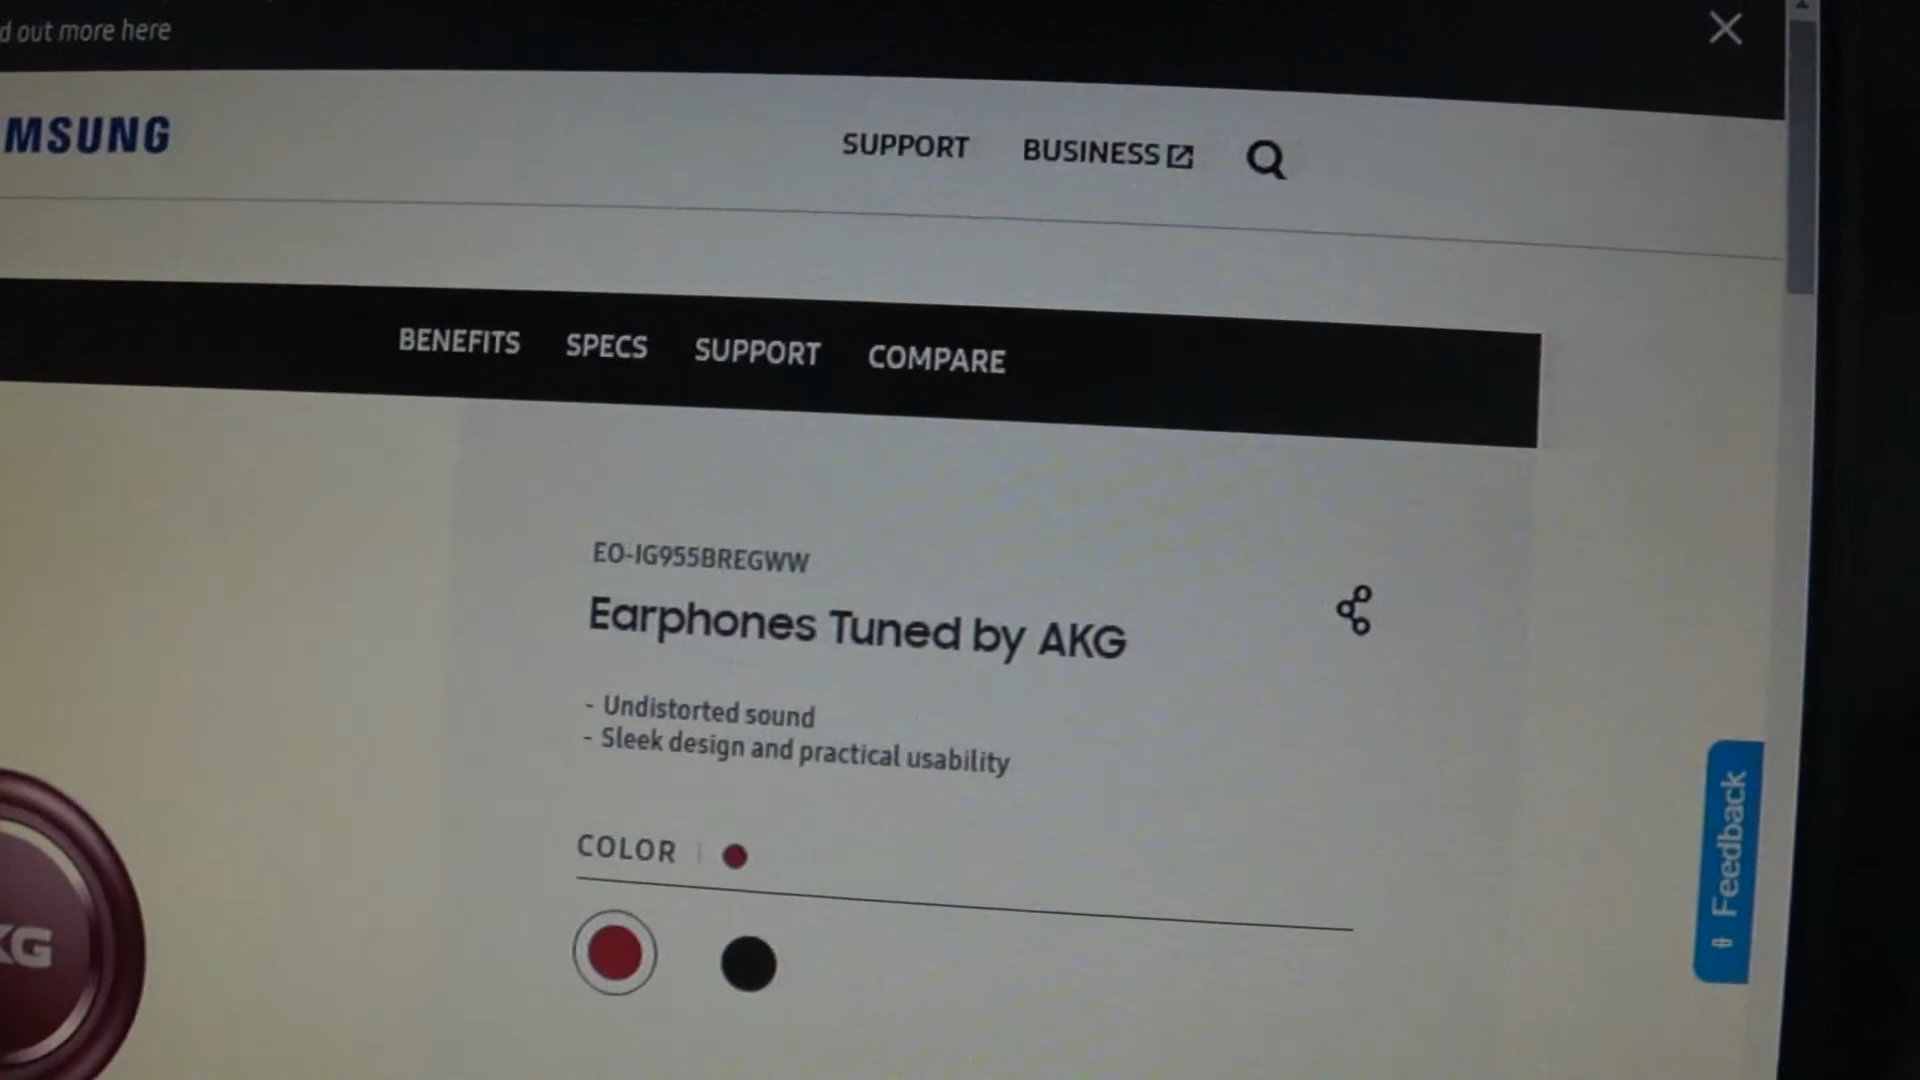 d out more here
MSUNG
SUPPORT BUSINESS
BENEFITS SPECS SUPPORT COMPARE
EO-IG955BREGWW
Earphones Tuned by AKG
- Undistorted sound
- Sleek design and practical usability
COLOR
KG
Feedback